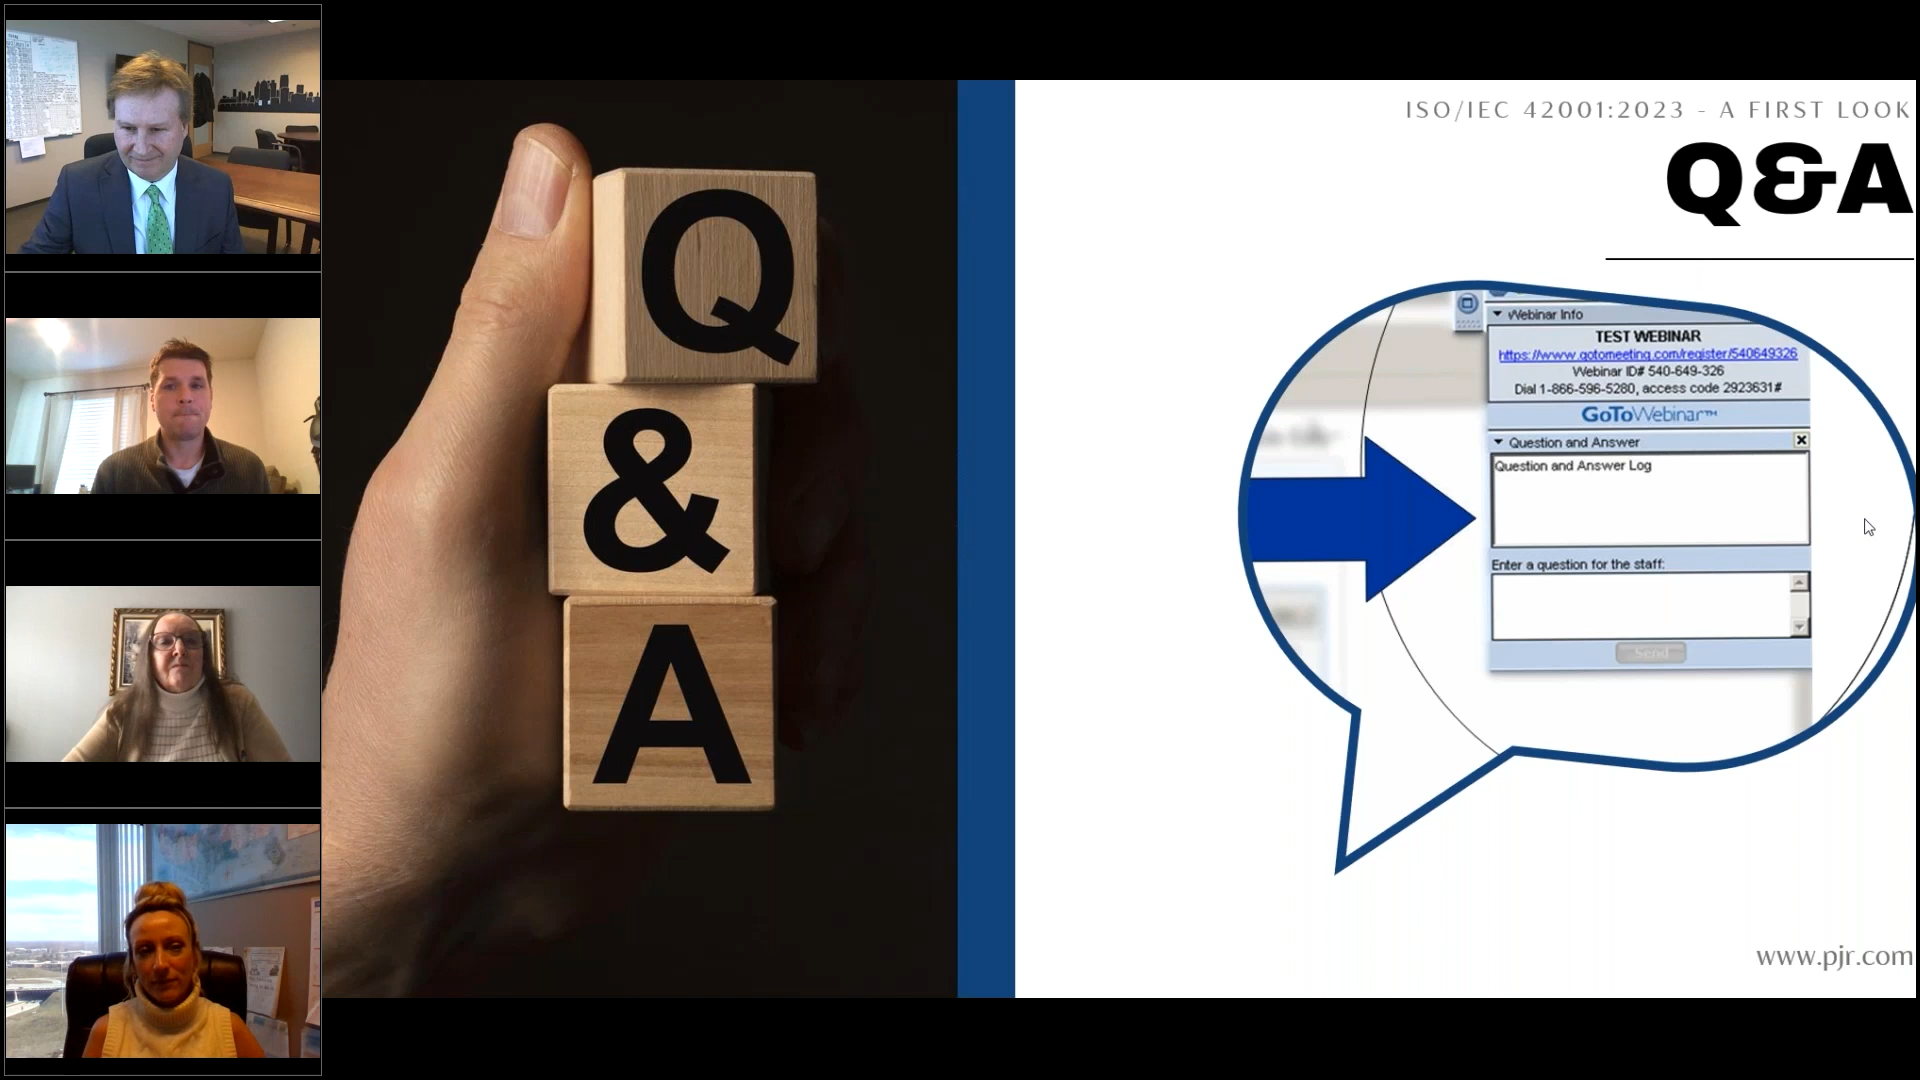 Q
&
A
ISO/IEC 42001:2023 - A FIRST LOOK
Q&A
Webinar Info
TEST WEBINAR
https://www.gotomeeting.com/register/540649326
Webinar ID# 540-649-326
Dial 1-866-596-5280, access code 2923631#
GoToWebinar™
Question and Answer
Question and Answer Log
Enter a question for the staff:
Send
www.pjr.com